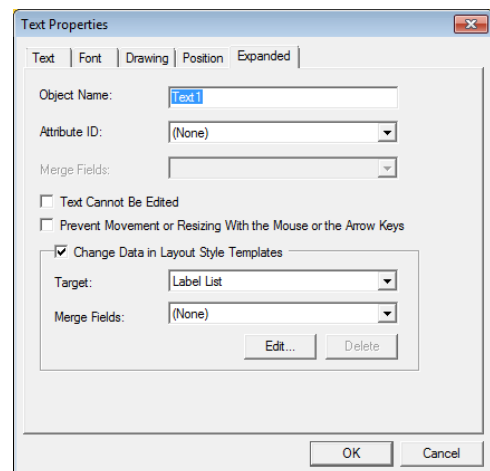 Text Properties
Text Font Drawing Position Expanded
Object Name: Text1
Attribute ID: (None)
Merge Fields:
Text Cannot Be Edited
Prevent Movement or Resizing With the Mouse or the Arrow Keys
Change Data in Layout Style Templates
Target: Label List
Merge Fields: (None)
Edit... Delete
OK Cancel